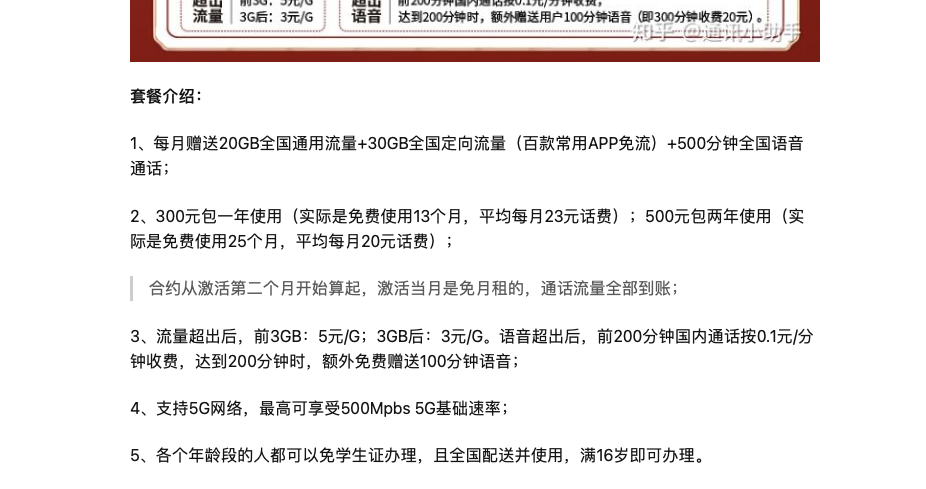 超出
流量
前3G：5元/G
3G后：3元/G
超出
语音
前200分钟国内通话按0.1元/分钟收费，
达到200分钟时，额外赠送用户100分钟语音（即300分钟收费20元）。
知乎 @通讯小助手
套餐介绍：
1、每月赠送20GB全国通用流量+30GB全国定向流量（百款常用APP免流）+500分钟全国语音
通话；
2、300元包一年使用（实际是免费使用13个月，平均每月23元话费）；500元包两年使用（实
际是免费使用25个月，平均每月20元话费）；
合约从激活第二个月开始算起，激活当月是免月租的，通话流量全部到账；
3、流量超出后，前3GB：5元/G；3GB后：3元/G。语音超出后，前200分钟国内通话按0.1元/分
钟收费，达到200分钟时，额外免费赠送100分钟语音；
4、支持5G网络，最高可享受500Mpbs 5G基础速率；
5、各个年龄段的人都可以免学生证办理，且全国配送并使用，满16岁即可办理。